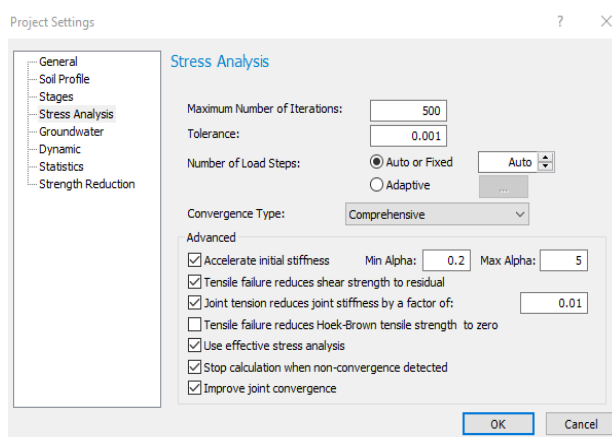 Project Settings
?
General
Soil Profile
Stages
Stress Analysis
Groundwater
Dynamic
Statistics
Strength Reduction
Stress Analysis
Maximum Number of Iterations: 500
Tolerance: 0.001
Number of Load Steps: Auto or Fixed Auto
Adaptive ...
Convergence Type: Comprehensive
Advanced
Accelerate initial stiffness Min Alpha: 0.2 Max Alpha: 5
Tensile failure reduces shear strength to residual
Joint tension reduces joint stiffness by a factor of: 0.01
Tensile failure reduces Hoek-Brown tensile strength to zero
Use effective stress analysis
Stop calculation when non-convergence detected
Improve joint convergence
OK Cancel